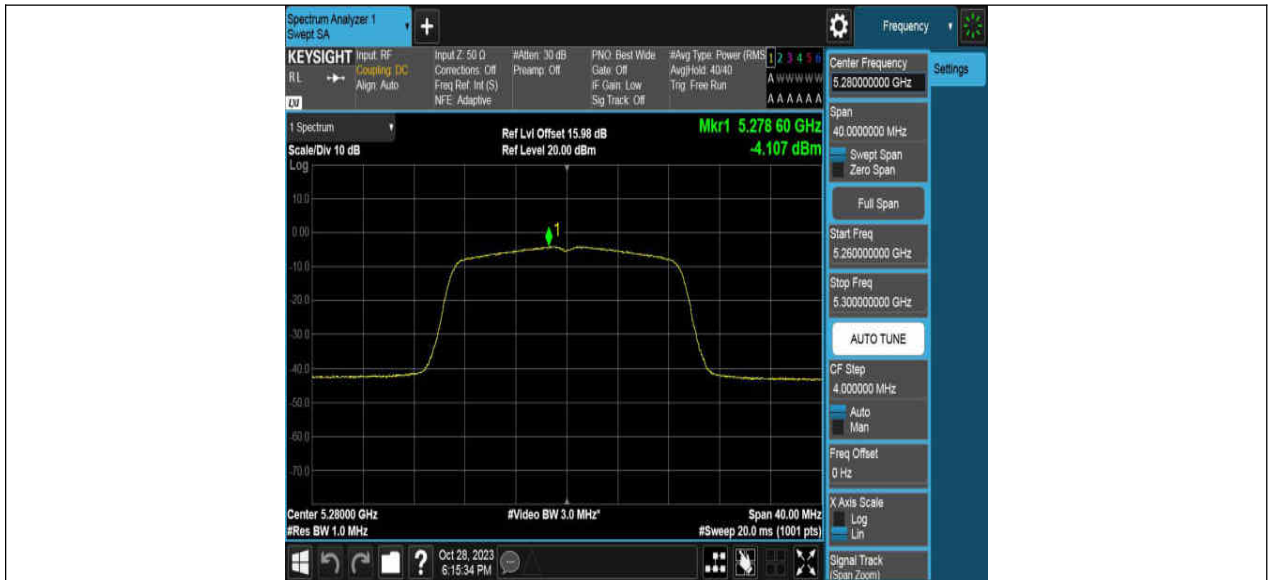 Spectrum Analyzer 1
Swept SA
+
Frequency
KEYSIGHT
RL
LW
Input: RF
Coupling: DC
Align: Auto
Input Z: 50 Ω
Corrections: Off
Freq Ref: Int (S)
NFE: Adaptive
#Atten: 30 dB
Preamp: Off
PNO: Best Wide
Gate: Off
IF Gain: Low
Sig Track: Off
#Avg Type: Power (RMS
Avg|Hold: 40/40
Trig: Free Run
1 2 3 4 5 6
A W W W W W
A A A A A A
Center Frequency
5.280000000 GHz
Settings
Span
40.0000000 MHz
Swept Span
Zero Span
Full Span
Start Freq
5.260000000 GHz
Stop Freq
5.300000000 GHz
AUTO TUNE
CF Step
4.000000 MHz
Auto
Man
Freq Offset
0 Hz
X Axis Scale
Log
Lin
Signal Track
(Span Zoom)
1 Spectrum
Scale/Div 10 dB
Ref Lvl Offset 15.98 dB
Ref Level 20.00 dBm
Mkr1 5.278 60 GHz
-4.107 dBm
Log
10.0
0.00
-10.0
-20.0
-30.0
-40.0
-50.0
-60.0
-70.0
1
Center 5.28000 GHz
#Res BW 1.0 MHz
#Video BW 3.0 MHz*
Span 40.00 MHz
#Sweep 20.0 ms (1001 pts)
?
Oct 28, 2023
6:15:34 PM